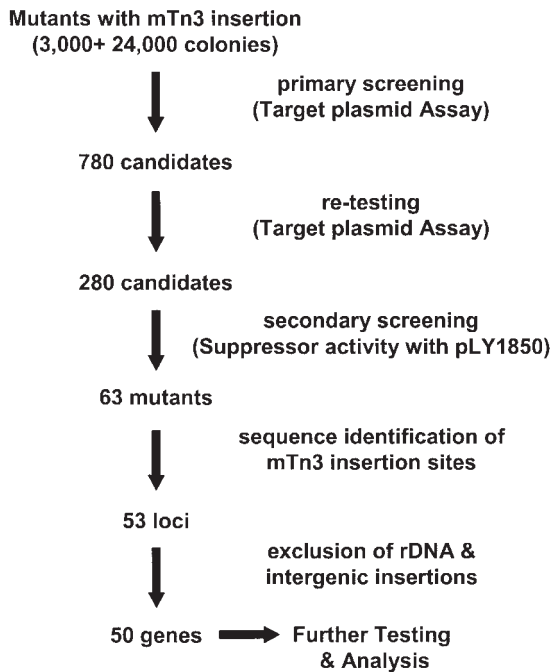 Mutants with mTn3 insertion
(3,000+ 24,000 colonies)
primary screening
(Target plasmid Assay)
780 candidates
re-testing
(Target plasmid Assay)
280 candidates
secondary screening
(Suppressor activity with pLY1850)
63 mutants
sequence identification of
mTn3 insertion sites
53 loci
exclusion of rDNA &
intergenic insertions
50 genes
Further Testing
& Analysis